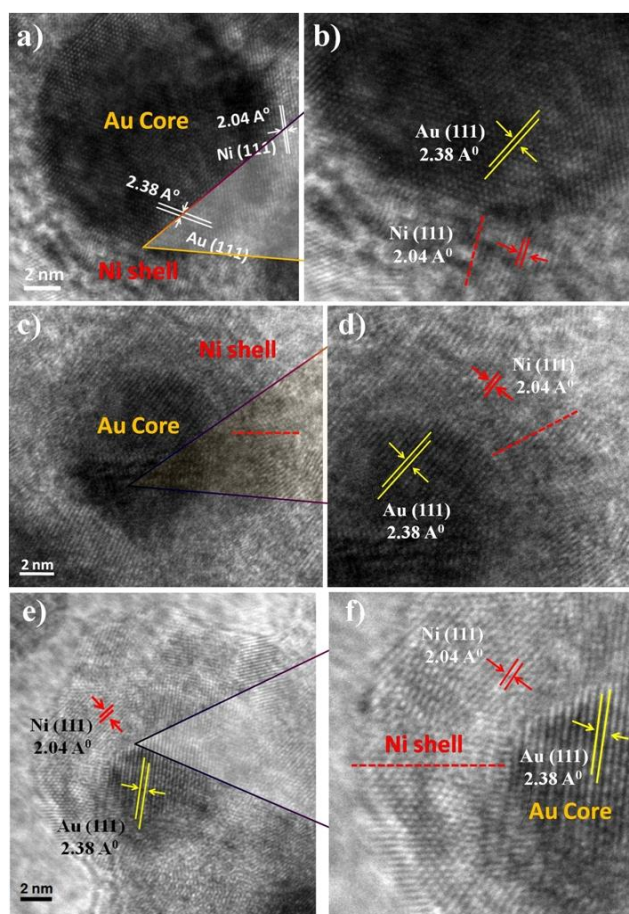 a)
Au Core
2.04 A⁰
Ni (111)
2.38 A⁰
Au (111)
Ni shell
2 nm
b)
Au (111)
2.38 A⁰
Ni (111)
2.04 A⁰
c)
Ni shell
Au Core
2 nm
d)
Ni (111)
2.04 A⁰
Au (111)
2.38 A⁰
e)
Ni (111)
2.04 A⁰
Au (111)
2.38 A⁰
2 nm
f)
Ni (111)
2.04 A⁰
Ni shell
Au (111)
2.38 A⁰
Au Core